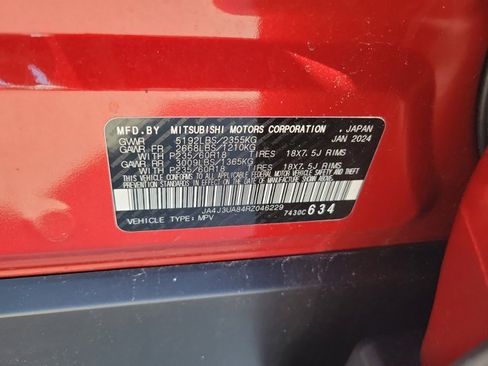 MFD.BY MITSUBISHI MOTORS CORPORATION, JAPAN
GVWR 5192LBS/2355KG JAN 2024
GAWR.FR 2668LBS/1210KG
WITH P235/60R18 TIRES 18X7.5J RIMS
GAWR.RR 3009LBS/1365KG
WITH P235/60R18 TIRES 18X7.5J RIMS
THIS VEHICLE CONFORMS TO ALL APPLICABLE FEDERAL MOTOR VEHICLE SAFETY AND
THEFT PREVENTION STANDARDS IN EFFECT ON THE DATE OF MANUFACTURE SHOWN ABOVE.
JA4J3UA84RZ046229 7430C 634
VEHICLE TYPE: MPV